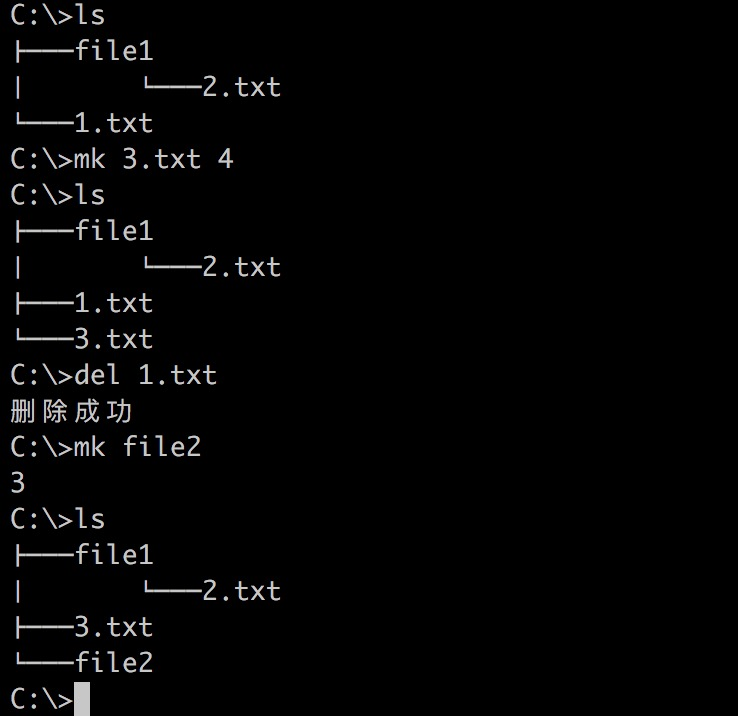 C:\>ls
├───file1
|       └───2.txt
└───1.txt
C:\>mk 3.txt 4
C:\>ls
├───file1
|       └───2.txt
├───1.txt
└───3.txt
C:\>del 1.txt
删除成功
C:\>mk file2
3
C:\>ls
├───file1
|       └───2.txt
├───3.txt
└───file2
C:\>